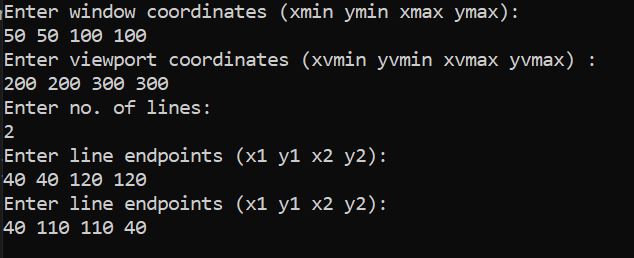 Enter window coordinates (xmin ymin xmax ymax):
50 50 100 100
Enter viewport coordinates (xvmin yvmin xvmax yvmax) :
200 200 300 300
Enter no. of lines:
2
Enter line endpoints (x1 y1 x2 y2):
40 40 120 120
Enter line endpoints (x1 y1 x2 y2):
40 110 110 40